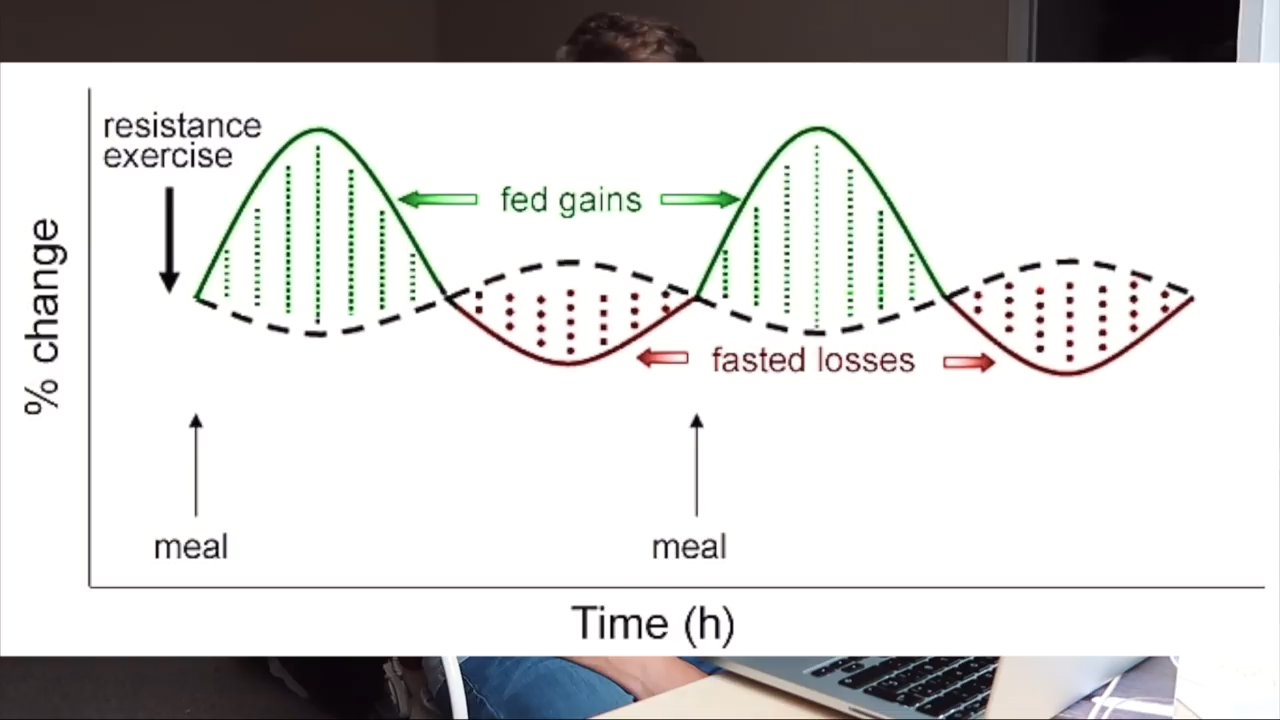 resistance
exercise
fed gains
% change
fasted losses
meal
meal
Time (h)